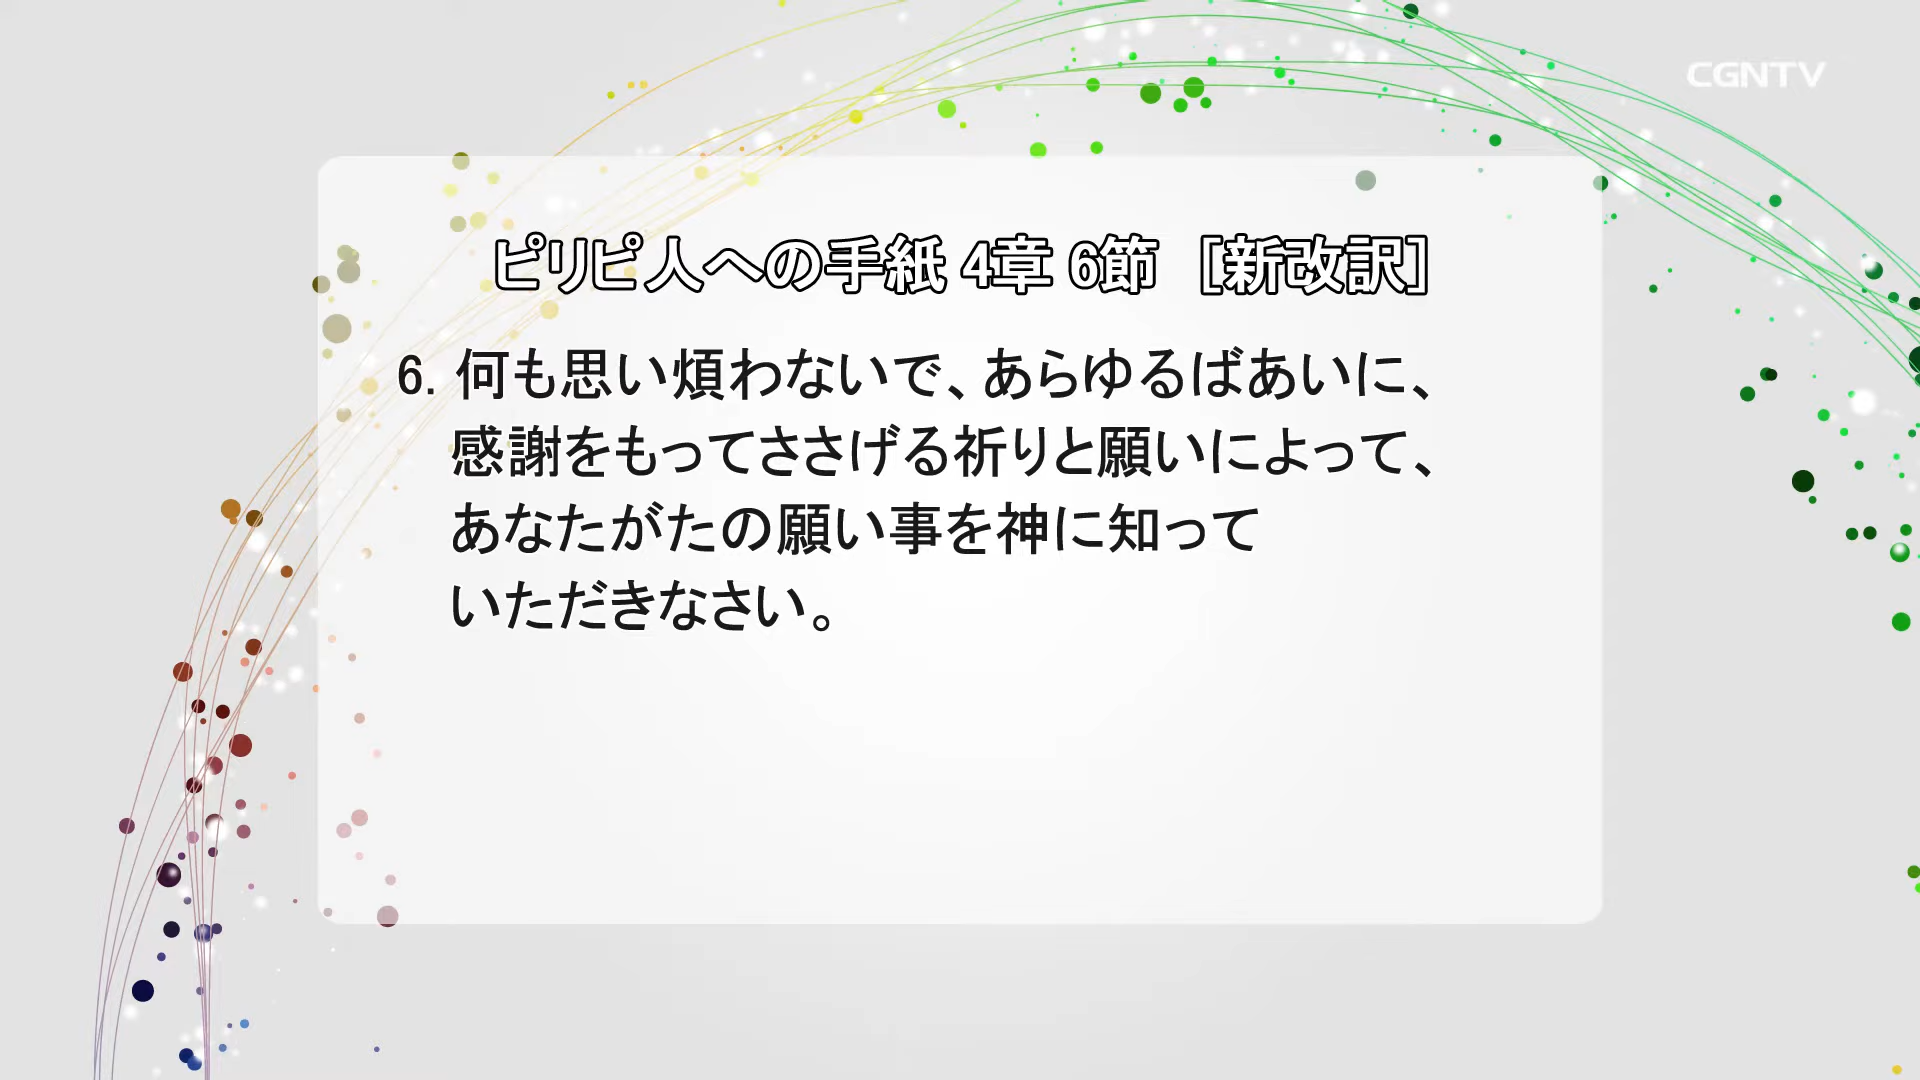 CGNTV
ピリピ人への手紙 4章 6節 [新改訳]
6. 何も思い煩わないで、あらゆるばあいに、
感謝をもってささげる祈りと願いによって、
あなたがたの願い事を神に知って
いただきなさい。